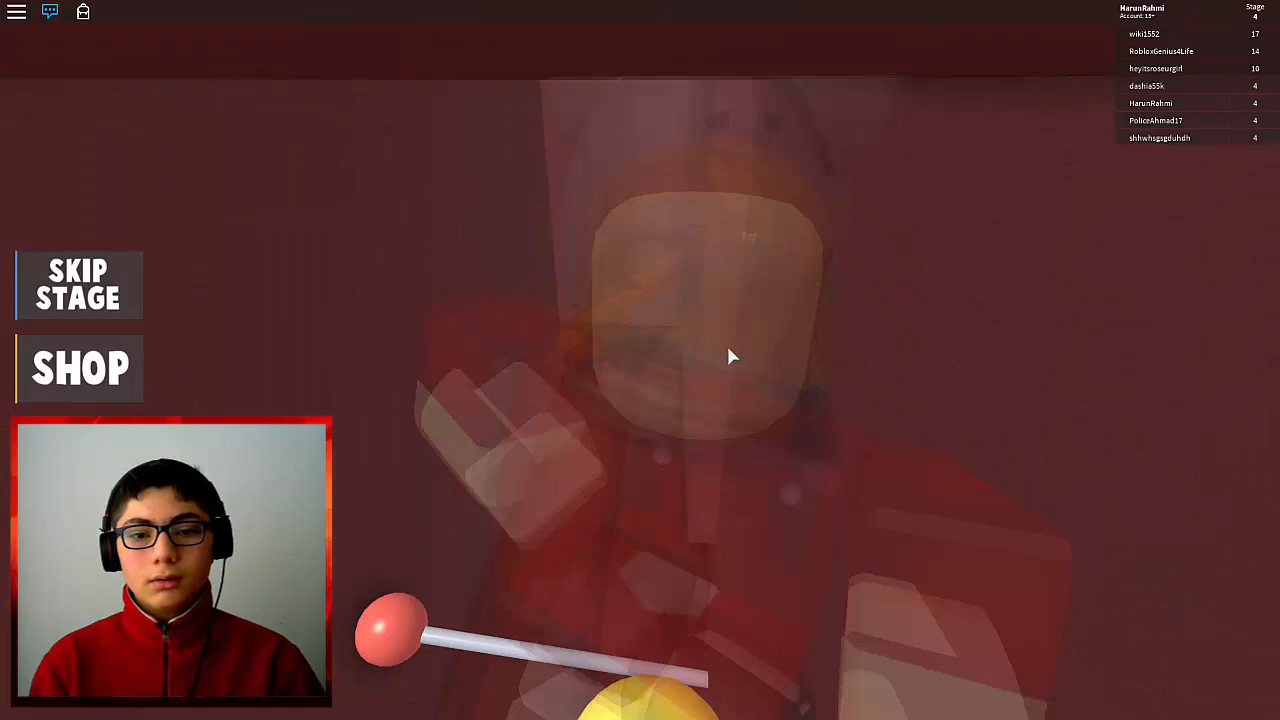 HarunRahmi
Account: 13+
Stage
4
wiki1552 17
RobloxGenius4Life 14
heyitsroseurgirl 10
dashia55k 4
HarunRahmi 4
PoliceAhmad17 4
shhwhsgsgduhdh 4
SKIP
STAGE
SHOP